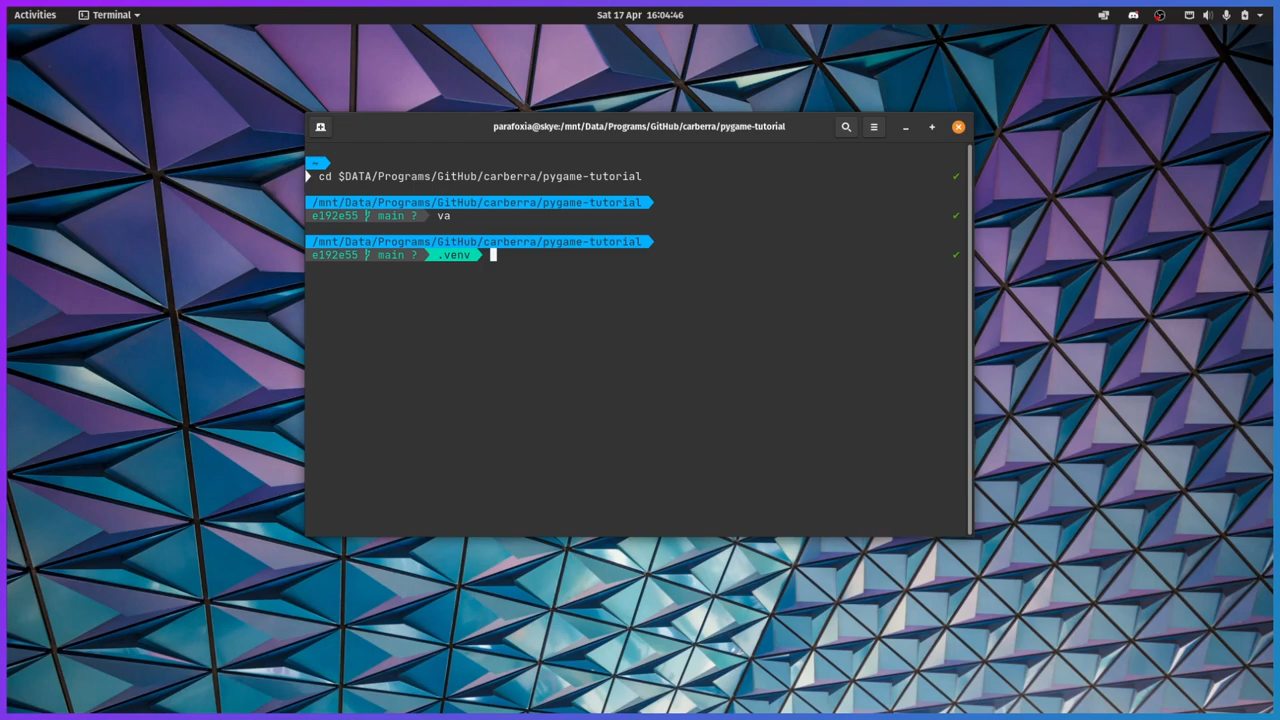 Activities Terminal Sat 17 Apr 16:04:46
parafoxia@skye:/mnt/Data/Programs/GitHub/carberra/pygame-tutorial
~
cd $DATA/Programs/GitHub/carberra/pygame-tutorial
/mnt/Data/Programs/GitHub/carberra/pygame-tutorial
e192e55 main ? va
/mnt/Data/Programs/GitHub/carberra/pygame-tutorial
e192e55 main ? .venv